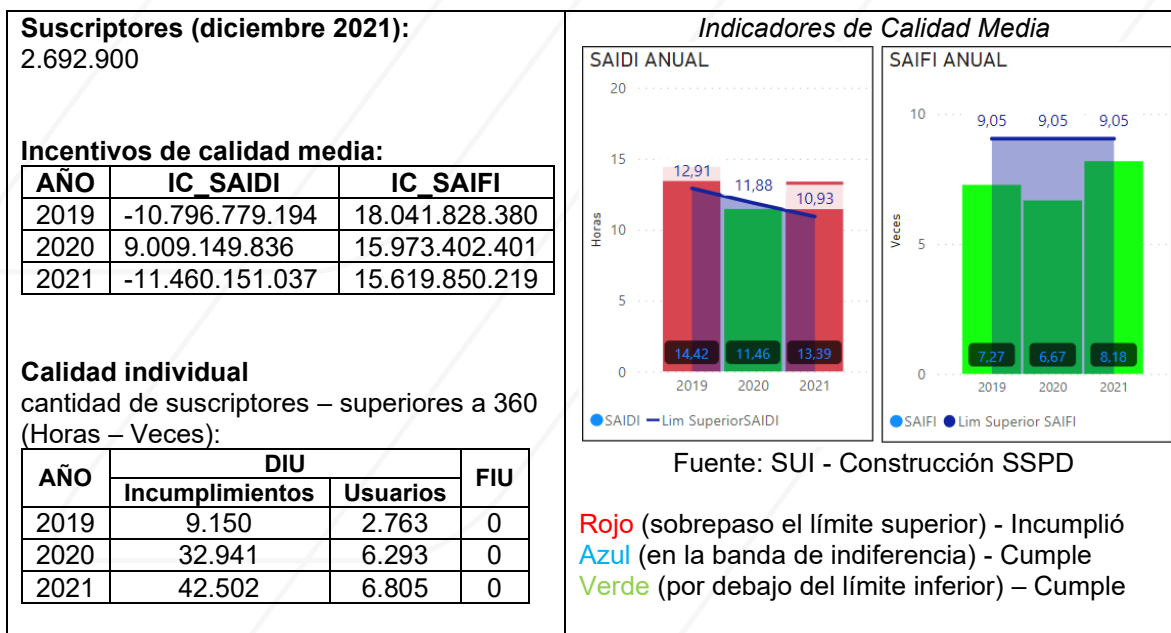 Suscriptores (diciembre 2021):
2.692.900
Incentivos de calidad media:
AÑO IC_SAIDI IC_SAIFI
2019 -10.796.779.194 18.041.828.380
2020 9.009.149.836 15.973.402.401
2021 -11.460.151.037 15.619.850.219
Calidad individual
cantidad de suscriptores – superiores a 360
(Horas – Veces):
AÑO DIU FIU
Incumplimientos Usuarios
2019 9.150 2.763 0
2020 32.941 6.293 0
2021 42.502 6.805 0
Indicadores de Calidad Media
SAIDI ANUAL
20
15
10
5
0
Horas
12,91 11,88 10,93
14,42 11,46 13,39
2019 2020 2021
SAIDI Lim SuperiorSAIDI
SAIFI ANUAL
10
5
0
Veces
9,05 9,05 9,05
7,27 6,67 8,18
2019 2020 2021
SAIFI Lim Superior SAIFI
Fuente: SUI - Construcción SSPD
Rojo (sobrepaso el límite superior) - Incumplió
Azul (en la banda de indiferencia) - Cumple
Verde (por debajo del límite inferior) – Cumple